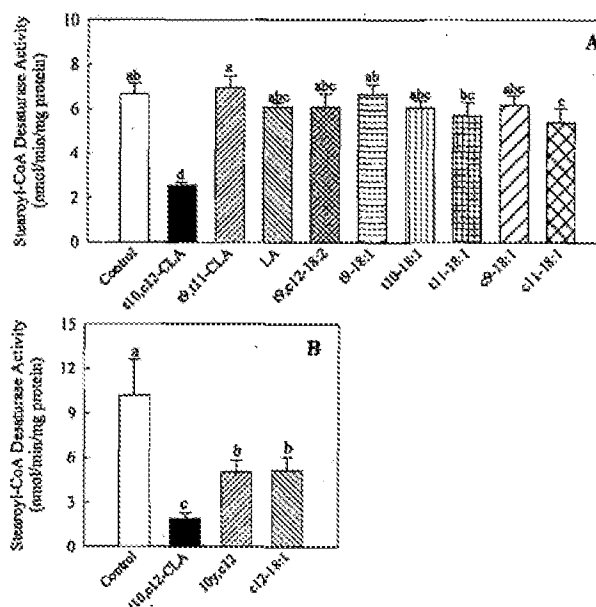 A
Stearoyl-CoA Desaturase Activity
(nmol/min/mg protein)
10
8
6
4
2
0
ab
d
a
abc
abc
ab
abc
bc
abc
c
Control
t10,c12-CLA
t9,t11-CLA
LA
t9,c12-18:2
t9-18:1
t10-18:1
t11-18:1
c9-18:1
c11-18:1
B
Stearoyl-CoA Desaturase Activity
(nmol/min/mg protein)
15
12
9
6
3
0
a
c
b
b
Control
t10,c12-CLA
10y,c12
c12-18:1